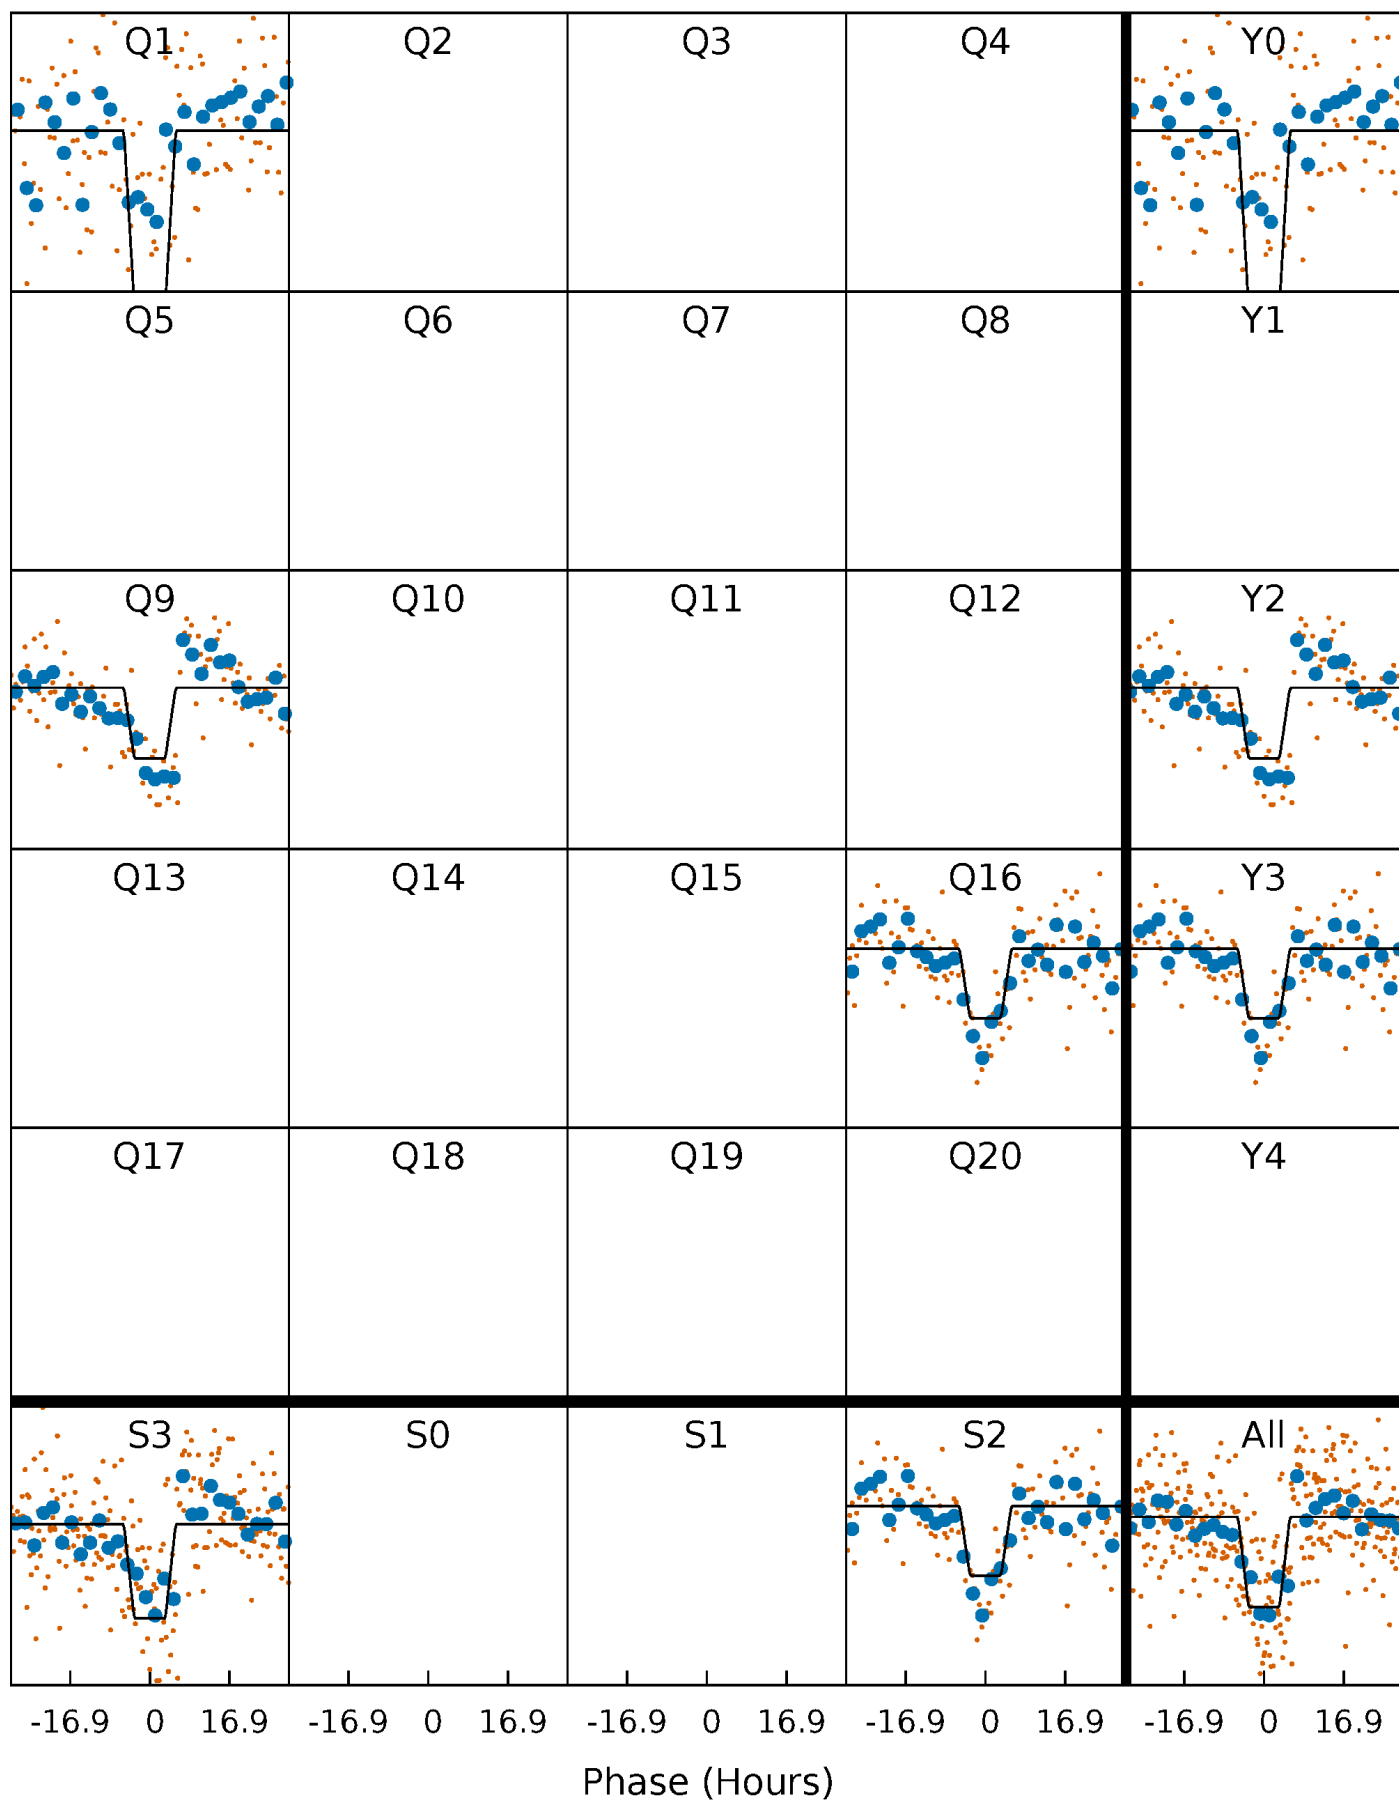 Q1 Q2 Q3 Q4 Y0
Q5 Q6 Q7 Q8 Y1
Q9 Q10 Q11 Q12 Y2
Q13 Q14 Q15 Q16 Y3
Q17 Q18 Q19 Q20 Y4
S3 S0 S1 S2 All
-16.9 0 16.9 -16.9 0 16.9 -16.9 0 16.9 -16.9 0 16.9 -16.9 0 16.9
Phase (Hours)